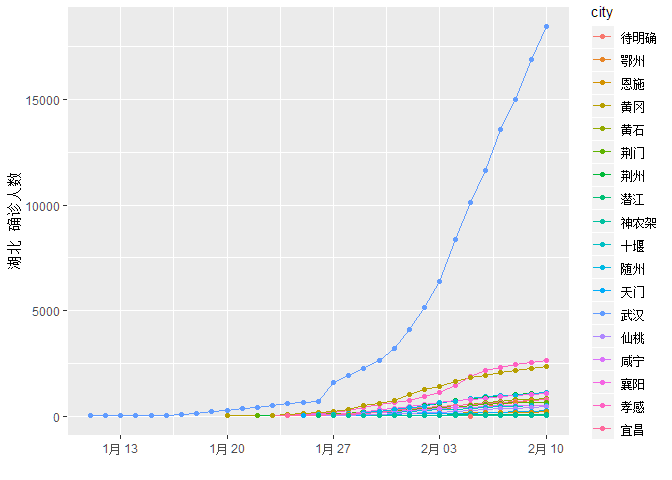 city
15000
10000
5000
0
湖北 确诊人数
1月 13
1月 20
1月 27
2月 03
2月 10
待明确
鄂州
恩施
黄冈
黄石
荆门
荆州
潜江
神农架
十堰
随州
天门
武汉
仙桃
咸宁
襄阳
孝感
宜昌